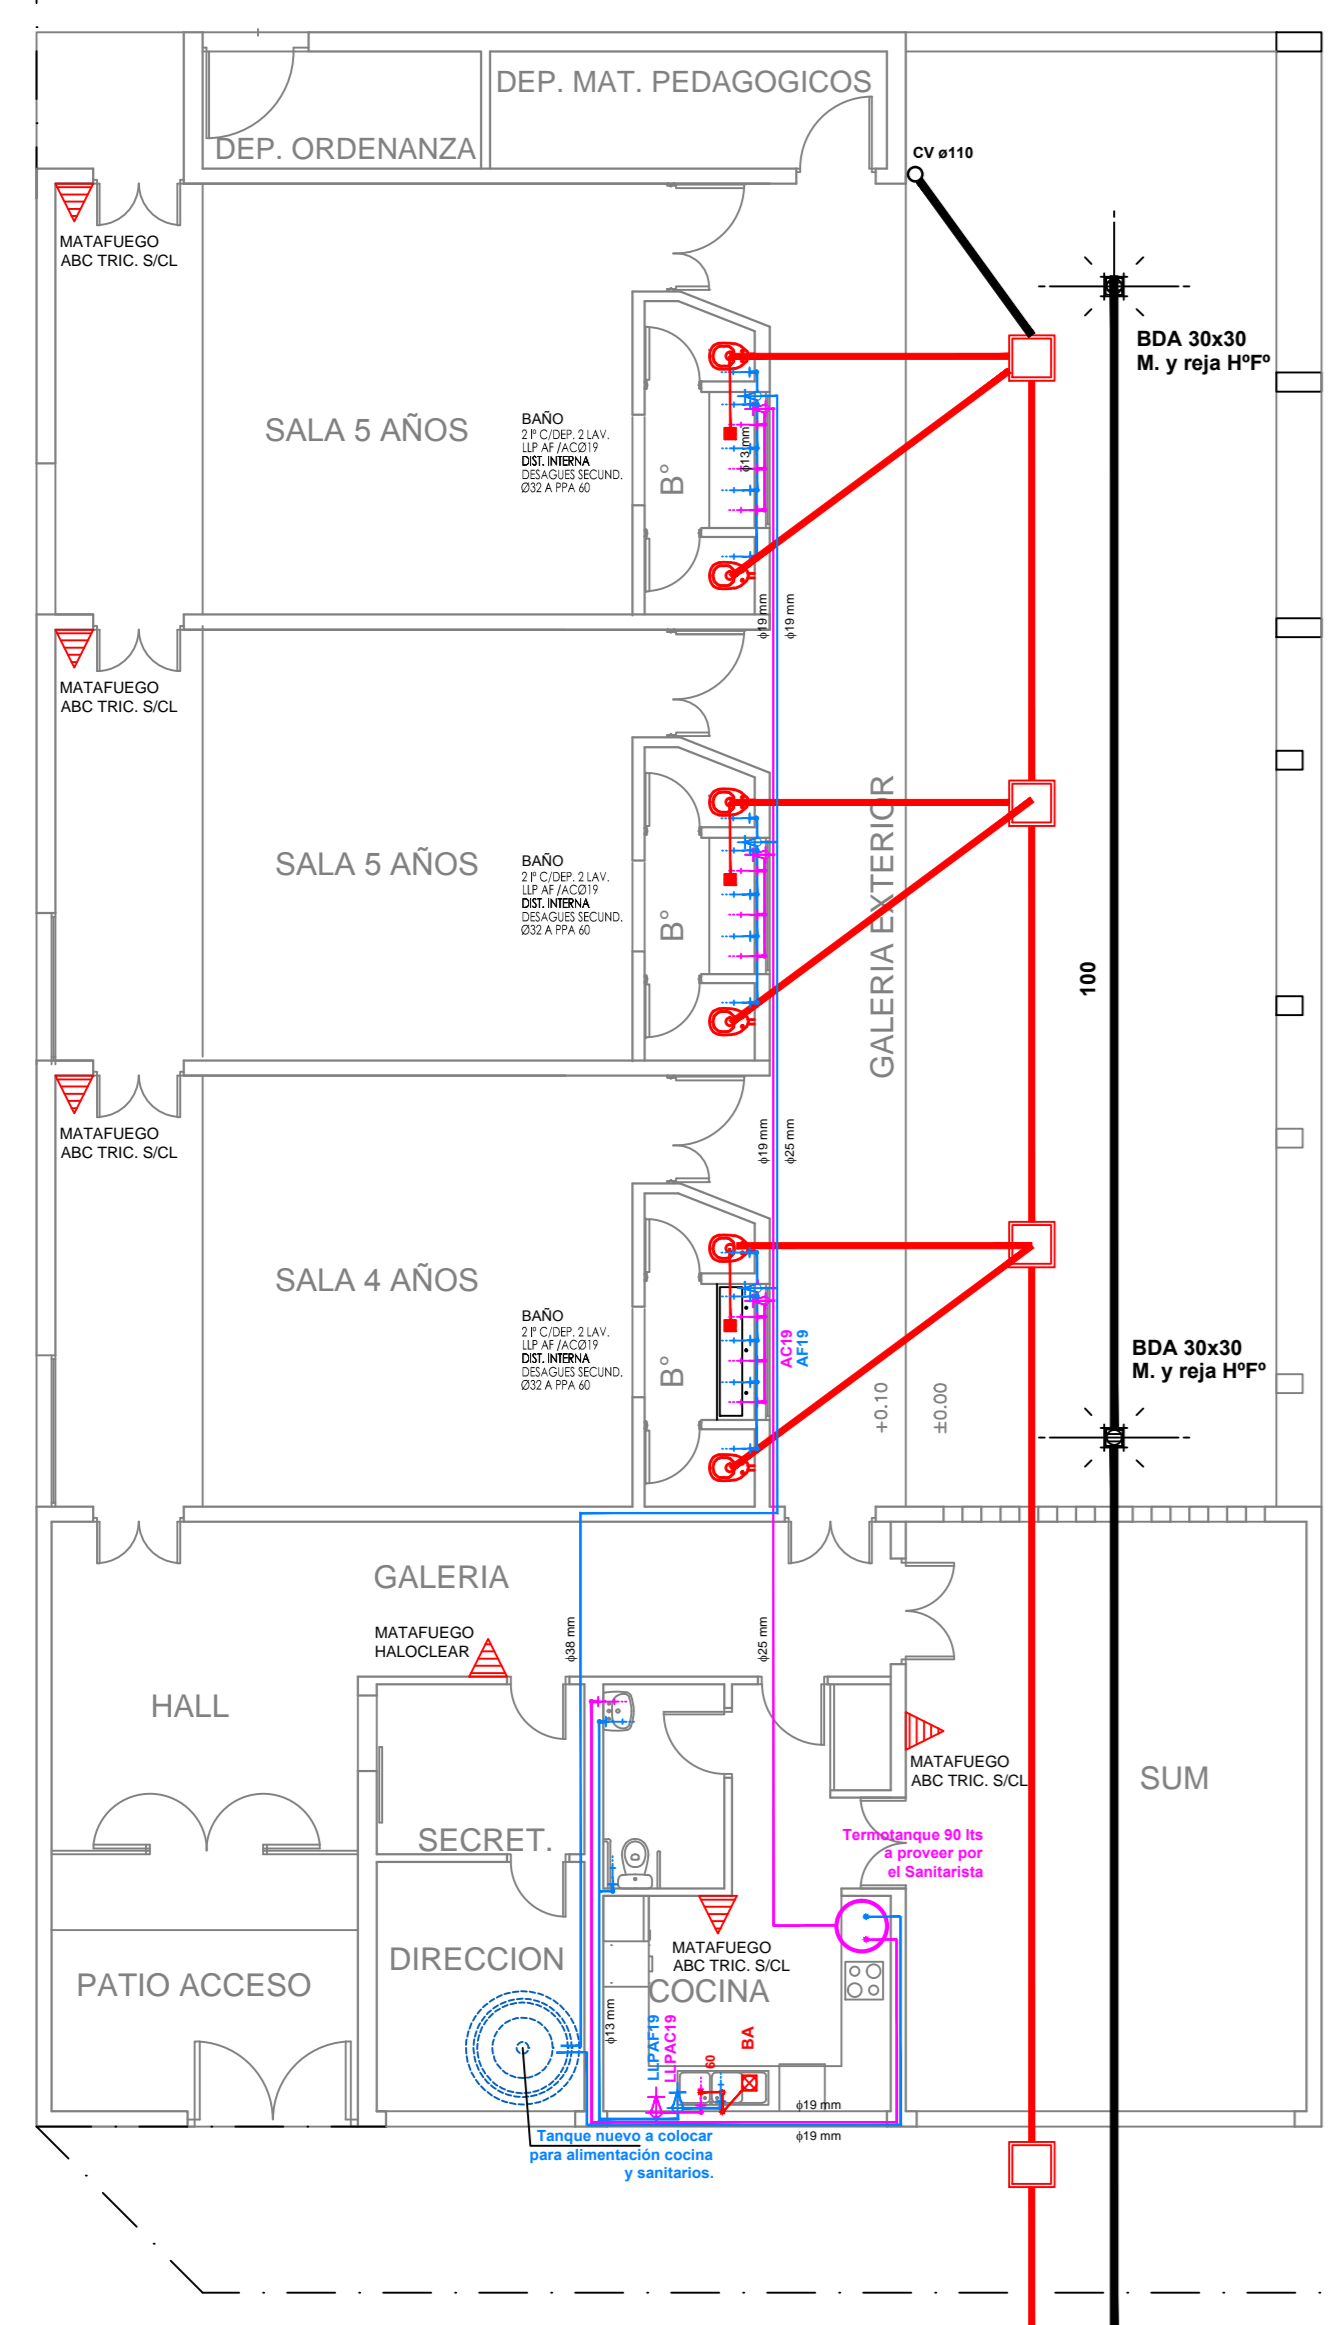 DEP. MAT. PEDAGOGICOS
DEP. ORDENANZA
CV ø110
MATAFUEGO
ABC TRIC. S/CL
BDA 30x30
M. y reja HºFº
SALA 5 AÑOS
BAÑO
2 Iº C/DEP. 2 LAV.
LLP AF /ACØ19
DIST. INTERNA
DESAGUES SECUND.
Ø32 A PPA 60
B°
ϕ13 mm
ϕ19 mm
ϕ19 mm
MATAFUEGO
ABC TRIC. S/CL
SALA 5 AÑOS
BAÑO
2 Iº C/DEP. 2 LAV.
LLP AF /ACØ19
DIST. INTERNA
DESAGUES SECUND.
Ø32 A PPA 60
B°
GALERIA EXTERIOR
100
MATAFUEGO
ABC TRIC. S/CL
ϕ19 mm
ϕ25 mm
SALA 4 AÑOS
BAÑO
2 Iº C/DEP. 2 LAV.
LLP AF /ACØ19
DIST. INTERNA
DESAGUES SECUND.
Ø32 A PPA 60
B°
AC19
AF19
BDA 30x30
M. y reja HºFº
+0.10
±0.00
GALERIA
MATAFUEGO
HALOCLEAR
ϕ38 mm
ϕ25 mm
HALL
MATAFUEGO
ABC TRIC. S/CL
SUM
SECRET.
Termotanque 90 lts
a proveer por
el Sanitarista
DIRECCION
MATAFUEGO
ABC TRIC. S/CL
COCINA
PATIO ACCESO
ϕ13 mm
LLPAF19
LLPAC19
60
BA
ϕ19 mm
ϕ19 mm
Tanque nuevo a colocar
para alimentación cocina
y sanitarios.